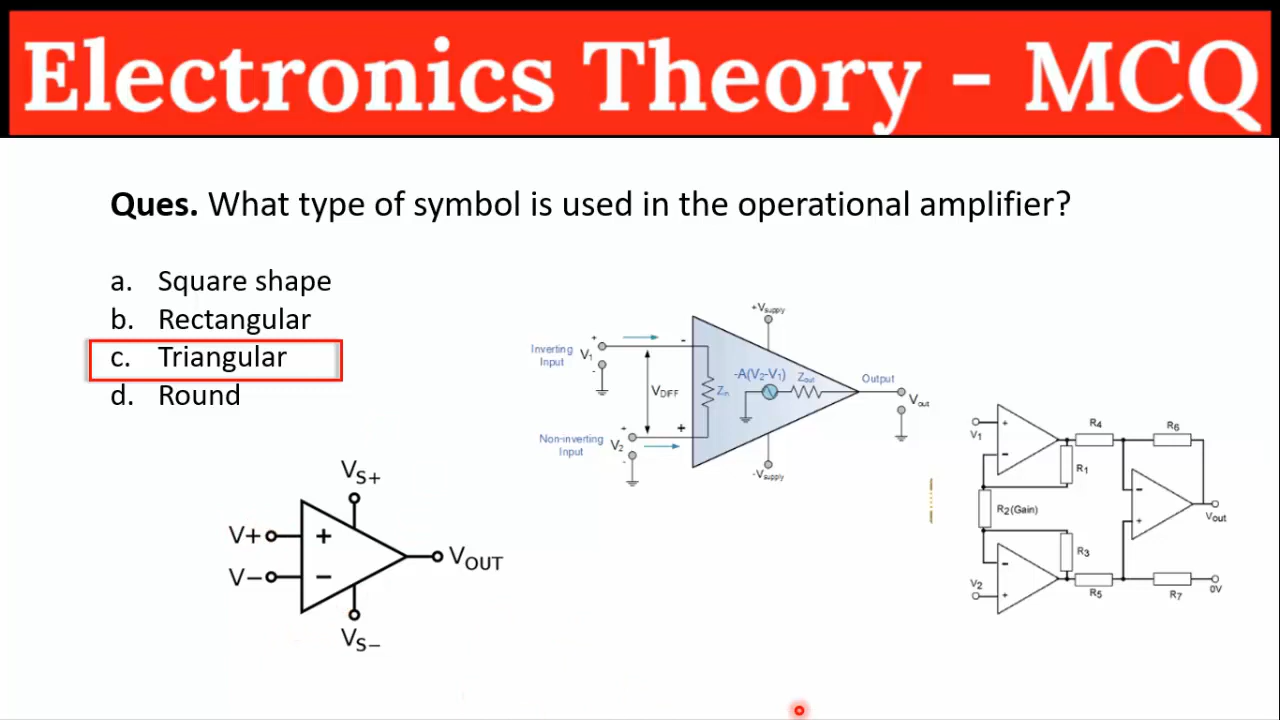 Electronics Theory - MCQ
Ques. What type of symbol is used in the operational amplifier?
a. Square shape
b. Rectangular
c. Triangular
d. Round
+Vsupply
Inverting Input
+
V1
-
-
VDIFF
Zin
-A(V2-V1)
Zout
Output
Vout
Non-inverting Input
+
V2
-
+
-Vsupply
VS+
V+
+
V-
-
VOUT
VS-
V1
+
-
R4
R6
R1
R2(Gain)
-
+
Vout
R3
-
V2
+
R5
R7
0V